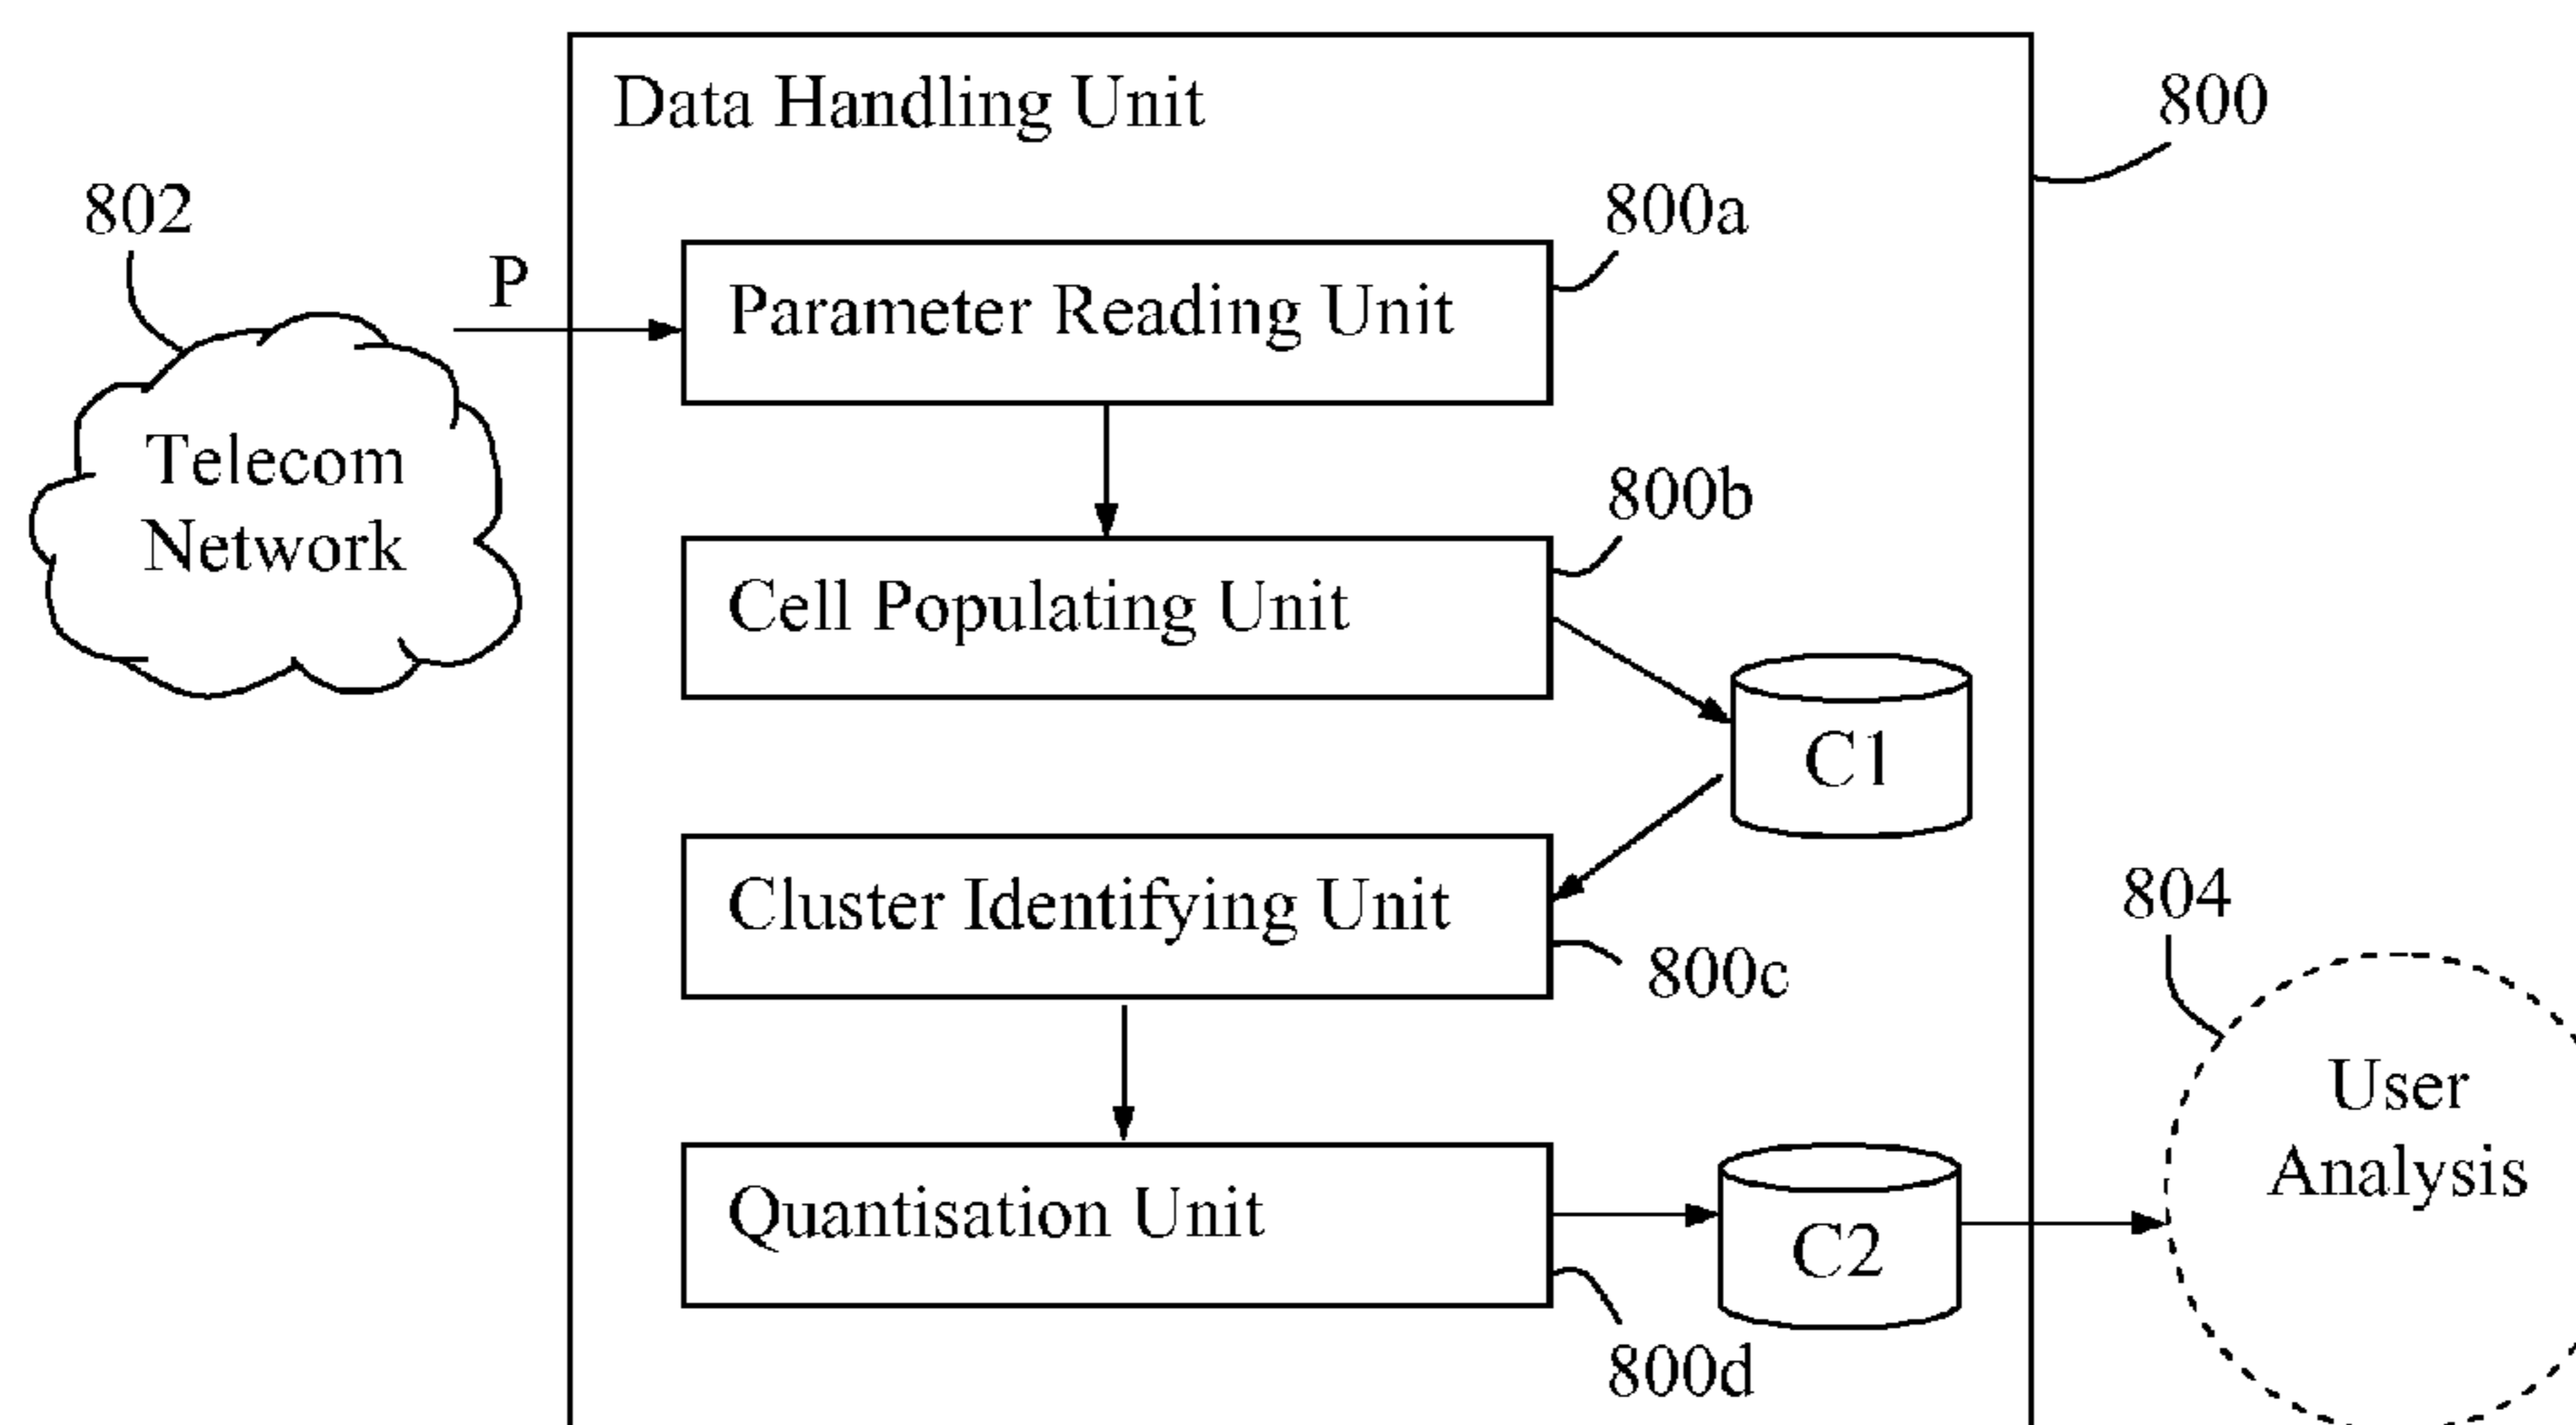 Data Handling Unit
800
802
P
800a
Parameter Reading Unit
Telecom
Network
800b
Cell Populating Unit
C1
Cluster Identifying Unit
800c
804
User
Analysis
Quantisation Unit
C2
800d